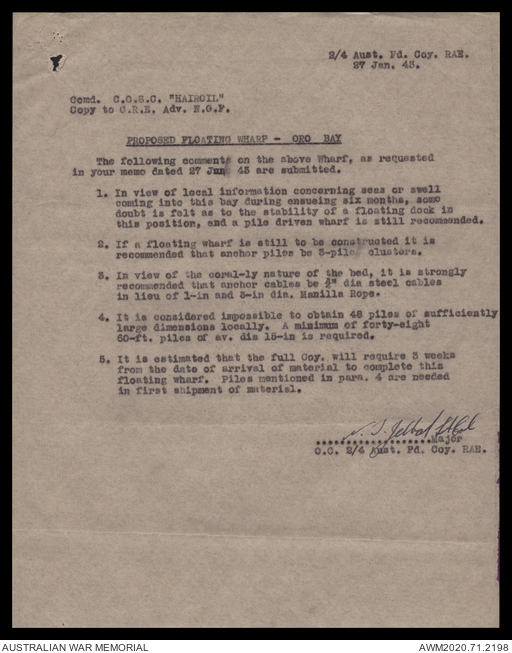 2/4 Aust. Fd. Coy. RAE.
27 Jan. 43.
Comd. C.O.S.C. "HAIROIL"
Copy to C.R.E. Adv. N.G.F.
PROPOSED FLOATING WHARF - ORO BAY
The following comments on the above Wharf, as requested
in your memo dated 27 Jun 43 are submitted.
1. In view of local information concerning seas or swell
coming into this bay during ensueing six months, some
doubt is felt as to the stability of a floating dock in
this position, and a pile driven wharf is still recommended.
2. If a floating wharf is still to be constructed it is
recommended that anchor piles be 3-pile clusters.
3. In view of the coral-ly nature of the bed, it is strongly
recommended that anchor cables be ½" dia steel cables
in lieu of 1-in and 3-in dia. Manilla Rope.
4. It is considered impossible to obtain 48 piles of sufficiently
large dimensions locally. A minimum of forty-eight
60-ft. piles of av. dia 15-in is required.
5. It is estimated that the full Coy. will require 3 weeks
from the date of arrival of material to complete this
floating wharf. Piles mentioned in para. 4 are needed
in first shipment of material.
....................Major
O.C. 2/4 Aust. Fd. Coy. RAE.
AUSTRALIAN WAR MEMORIAL
AWM2020.71.2198